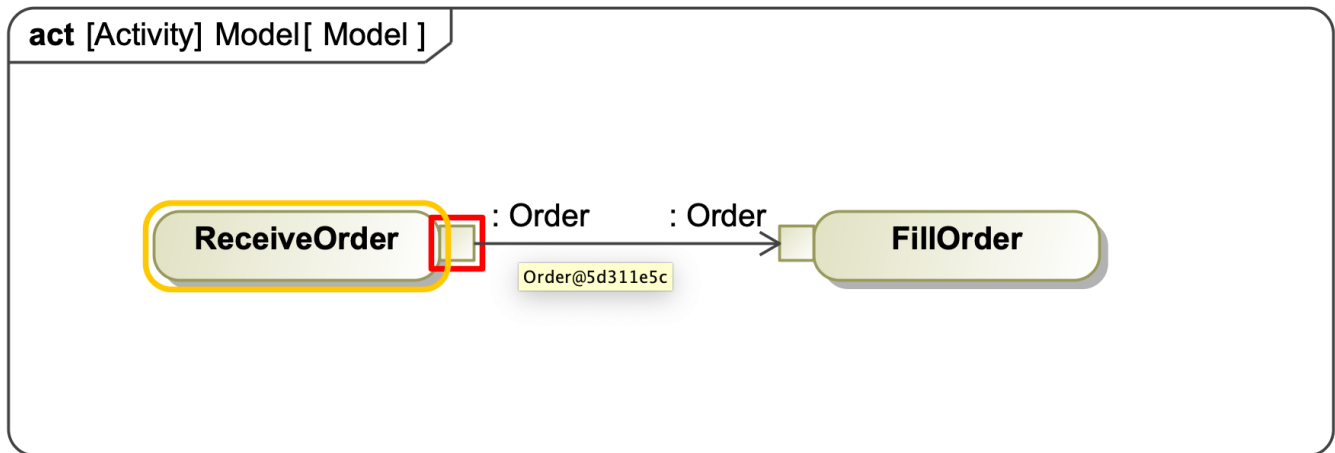 act [Activity] Model[ Model ]
: Order : Order
ReceiveOrder FillOrder
Order@5d311e5c